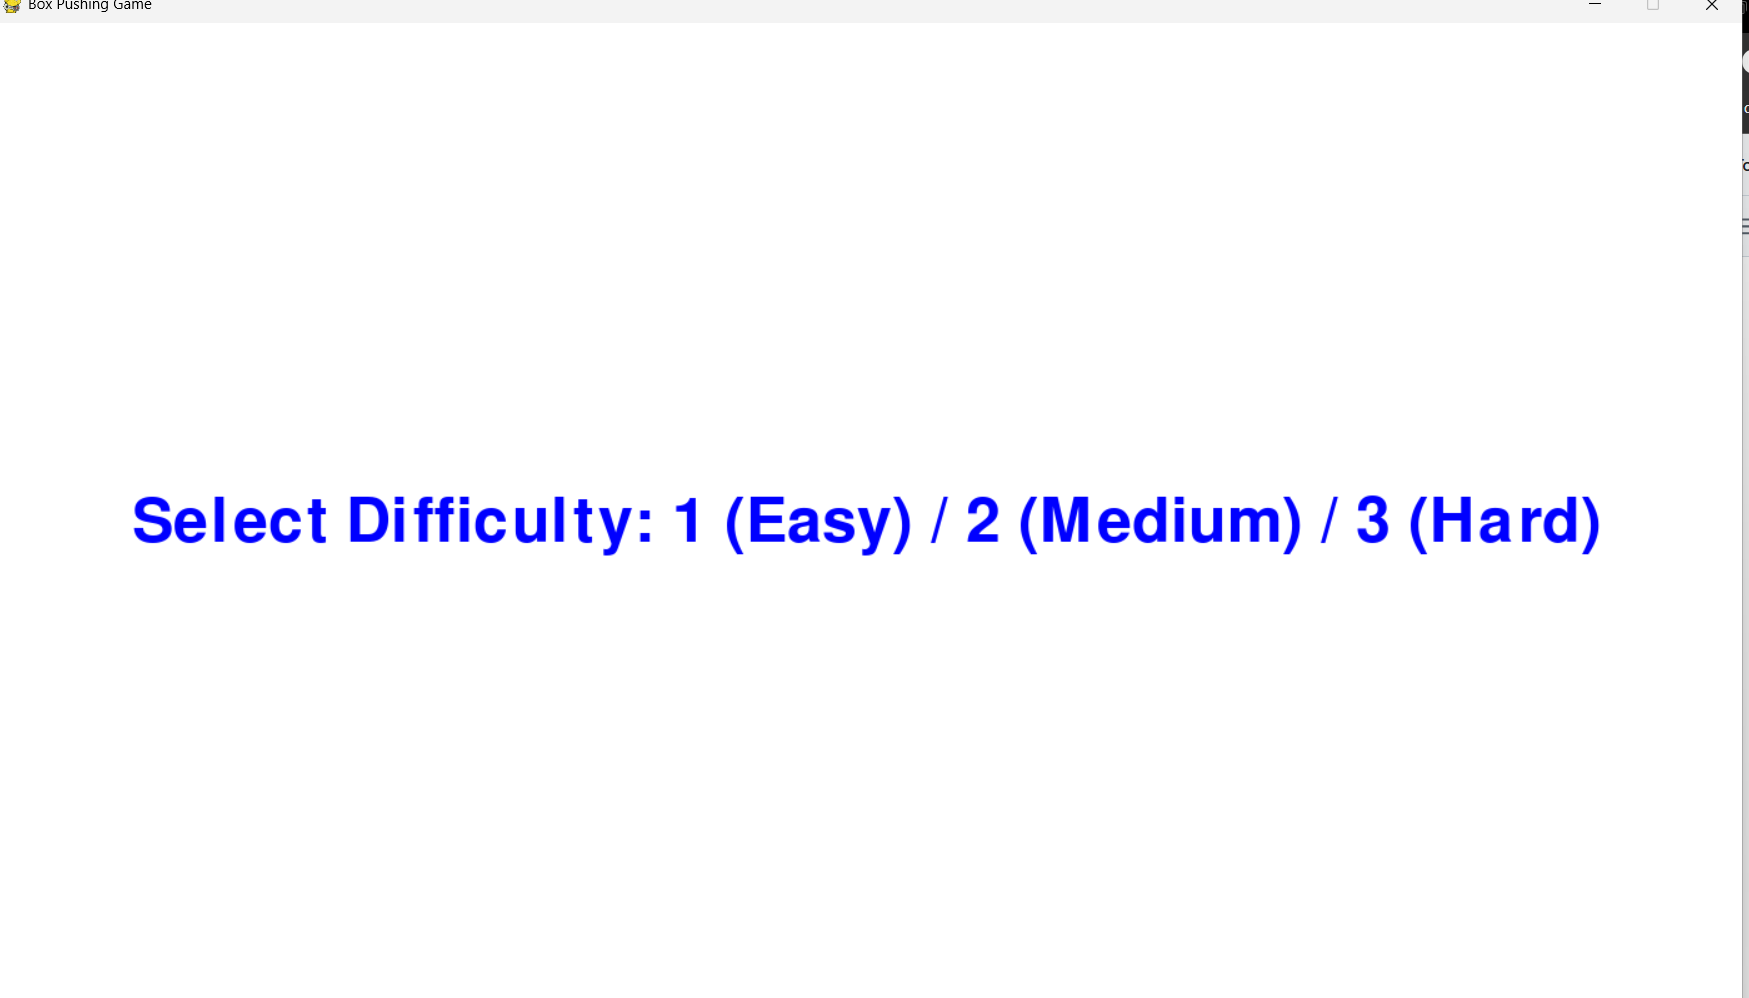 Box Pushing Game
Select Difficulty: 1 (Easy) / 2 (Medium) / 3 (Hard)